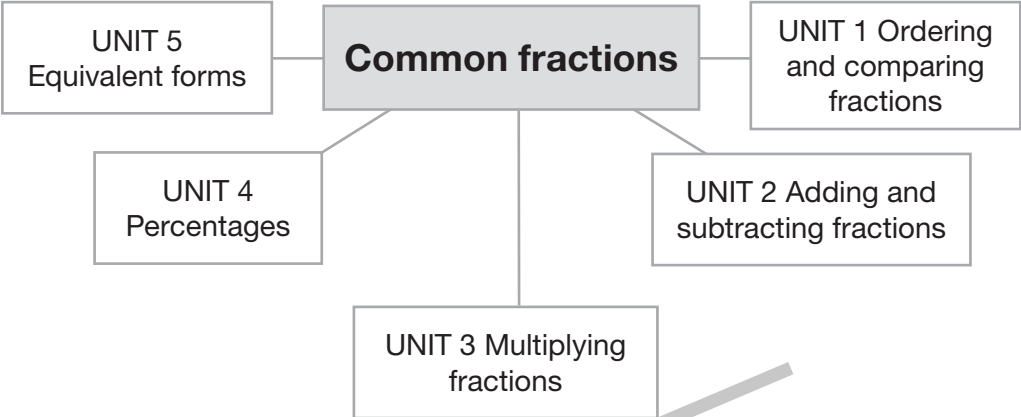 Common fractions
UNIT 1 Ordering
and comparing
fractions
UNIT 2 Adding and
subtracting fractions
UNIT 3 Multiplying
fractions
UNIT 4
Percentages
UNIT 5
Equivalent forms